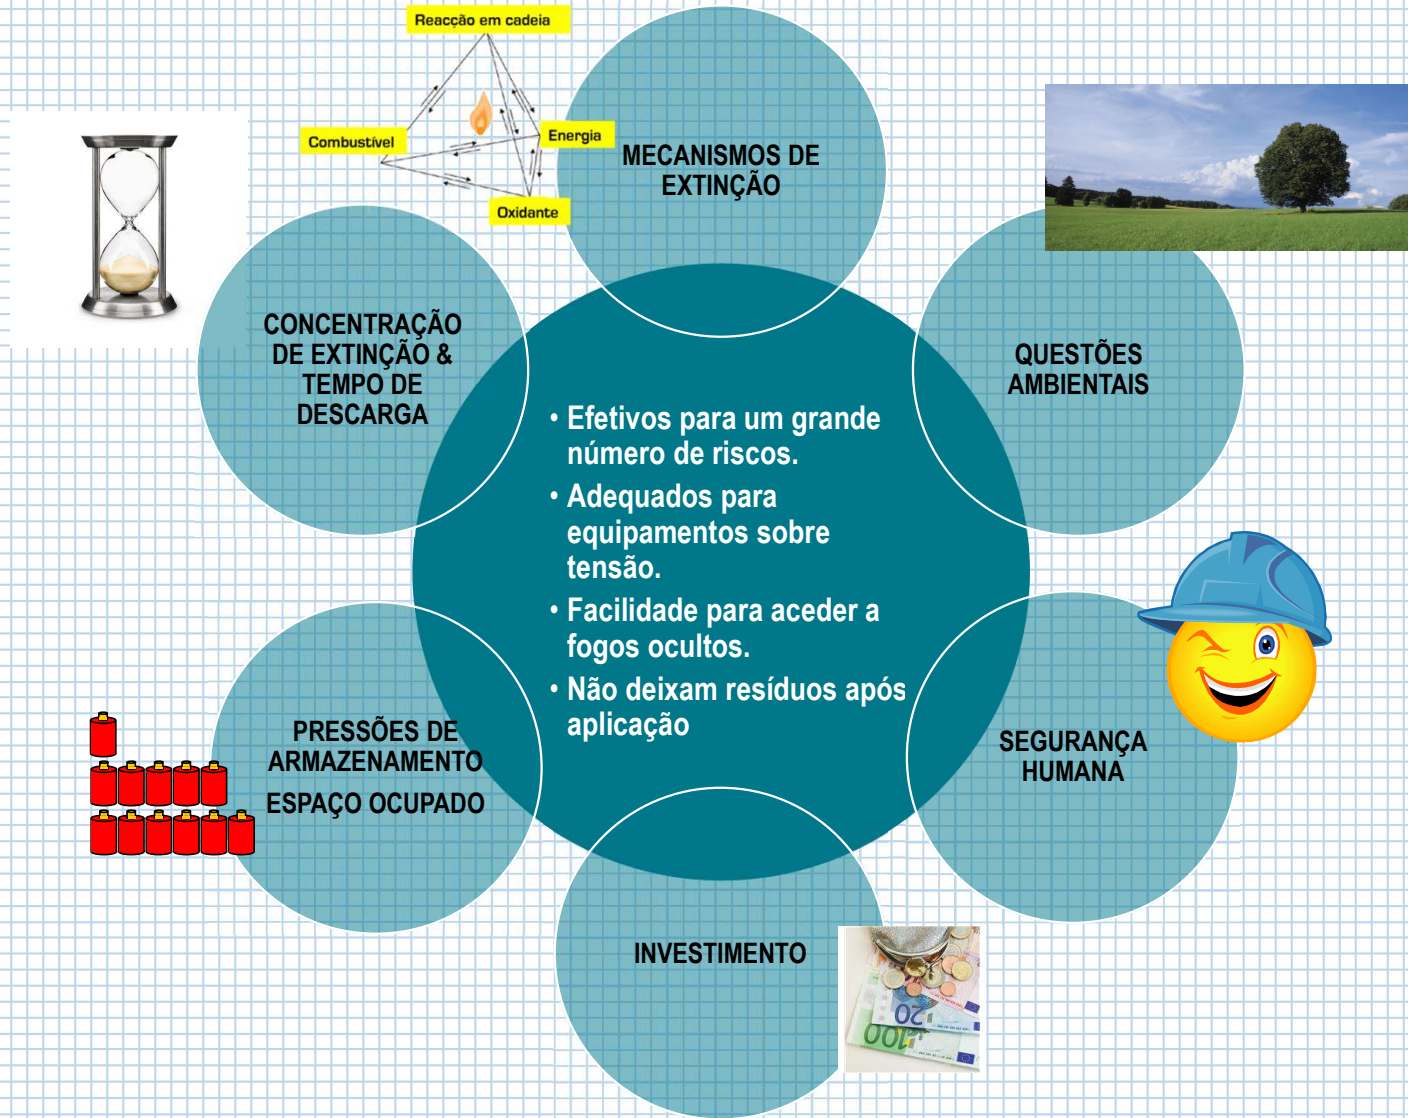 Reacção em cadeia
Combustível
Energia
Oxidante
MECANISMOS DE
EXTINÇÃO
CONCENTRAÇÃO
DE EXTINÇÃO &
TEMPO DE
DESCARGA
QUESTÕES
AMBIENTAIS
• Efetivos para um grande
número de riscos.
• Adequados para
equipamentos sobre
tensão.
• Facilidade para aceder a
fogos ocultos.
• Não deixam resíduos após
aplicação
PRESSÕES DE
ARMAZENAMENTO
ESPAÇO OCUPADO
SEGURANÇA
HUMANA
INVESTIMENTO
20
100